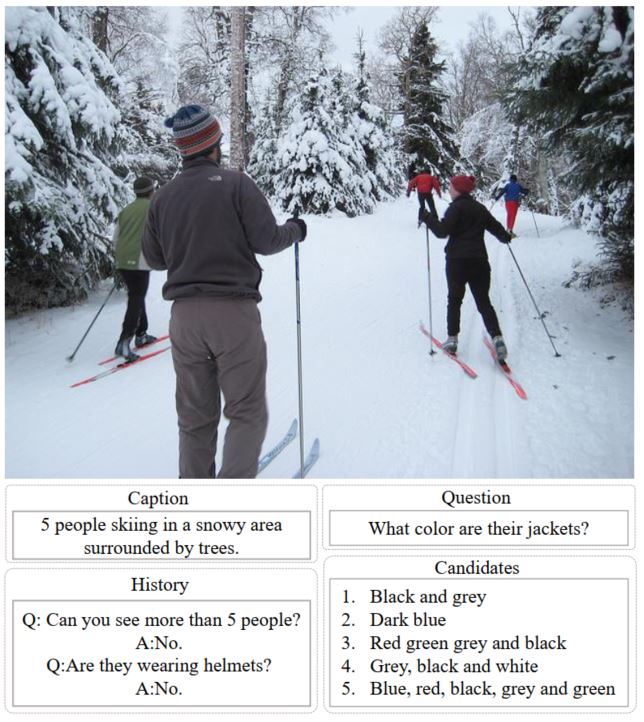 Caption
5 people skiing in a snowy area
surrounded by trees.
History
Q: Can you see more than 5 people?
A:No.
Q:Are they wearing helmets?
A:No.
Question
What color are their jackets?
Candidates
1. Black and grey
2. Dark blue
3. Red green grey and black
4. Grey, black and white
5. Blue, red, black, grey and green